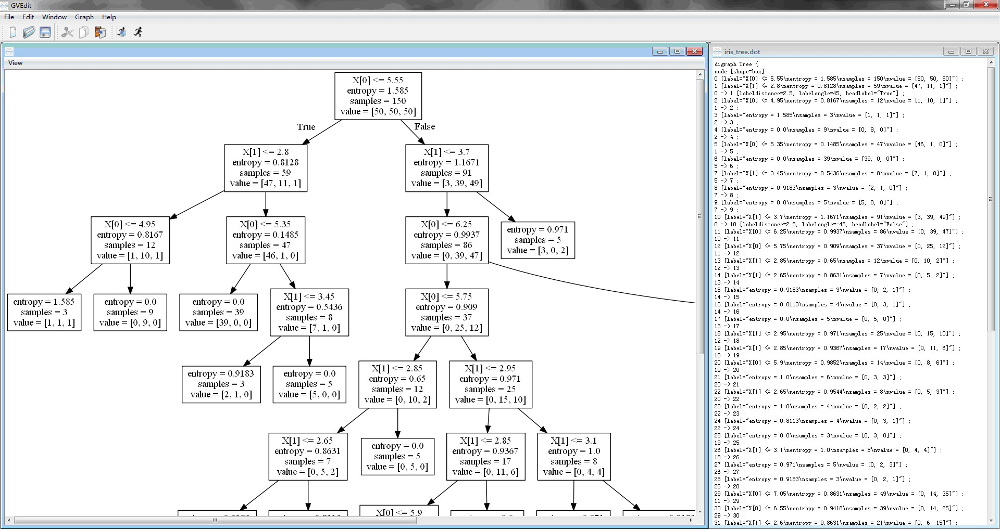 GVEdit
File Edit Window Graph Help
View
X[0] <= 5.55
entropy = 1.585
samples = 150
value = [50, 50, 50]
True
False
X[1] <= 2.8
entropy = 0.8128
samples = 59
value = [47, 11, 1]
X[1] <= 3.7
entropy = 1.1671
samples = 91
value = [3, 39, 49]
X[0] <= 4.95
entropy = 0.8167
samples = 12
value = [1, 10, 1]
X[0] <= 5.35
entropy = 0.1485
samples = 47
value = [46, 1, 0]
X[0] <= 6.25
entropy = 0.9937
samples = 86
value = [0, 39, 47]
entropy = 0.971
samples = 5
value = [3, 0, 2]
entropy = 1.585
samples = 3
value = [1, 1, 1]
entropy = 0.0
samples = 9
value = [0, 9, 0]
entropy = 0.0
samples = 39
value = [39, 0, 0]
X[1] <= 3.45
entropy = 0.5436
samples = 8
value = [7, 1, 0]
X[0] <= 5.75
entropy = 0.909
samples = 37
value = [0, 25, 12]
entropy = 0.9183
samples = 3
value = [2, 1, 0]
entropy = 0.0
samples = 5
value = [5, 0, 0]
X[1] <= 2.85
entropy = 0.65
samples = 12
value = [0, 10, 2]
X[1] <= 2.95
entropy = 0.971
samples = 25
value = [0, 15, 10]
X[1] <= 2.65
entropy = 0.8631
samples = 7
value = [0, 5, 2]
entropy = 0.0
samples = 5
value = [0, 5, 0]
X[1] <= 2.85
entropy = 0.9367
samples = 17
value = [0, 11, 6]
X[1] <= 3.1
entropy = 1.0
samples = 8
value = [0, 4, 4]
X[0] <= 5.9
iris_tree.dot
digraph Tree {
node [shape=box] ;
0 [label="X[0] <= 5.55\nentropy = 1.585\nsamples = 150\nvalue = [50, 50, 50]"] ;
1 [label="X[1] <= 2.8\nentropy = 0.8128\nsamples = 59\nvalue = [47, 11, 1]"] ;
0 -> 1 [labeldistance=2.5, labelangle=45, headlabel="True"] ;
2 [label="X[0] <= 4.95\nentropy = 0.8167\nsamples = 12\nvalue = [1, 10, 1]"] ;
1 -> 2 ;
3 [label="entropy = 1.585\nsamples = 3\nvalue = [1, 1, 1]"] ;
2 -> 3 ;
4 [label="entropy = 0.0\nsamples = 9\nvalue = [0, 9, 0]"] ;
2 -> 4 ;
5 [label="X[0] <= 5.35\nentropy = 0.1485\nsamples = 47\nvalue = [46, 1, 0]"] ;
1 -> 5 ;
6 [label="entropy = 0.0\nsamples = 39\nvalue = [39, 0, 0]"] ;
5 -> 6 ;
7 [label="X[1] <= 3.45\nentropy = 0.5436\nsamples = 8\nvalue = [7, 1, 0]"] ;
5 -> 7 ;
8 [label="entropy = 0.9183\nsamples = 3\nvalue = [2, 1, 0]"] ;
7 -> 8 ;
9 [label="entropy = 0.0\nsamples = 5\nvalue = [5, 0, 0]"] ;
7 -> 9 ;
10 [label="X[1] <= 3.7\nentropy = 1.1671\nsamples = 91\nvalue = [3, 39, 49]"] ;
0 -> 10 [labeldistance=2.5, labelangle=-45, headlabel="False"] ;
11 [label="X[0] <= 6.25\nentropy = 0.9937\nsamples = 86\nvalue = [0, 39, 47]"] ;
10 -> 11 ;
12 [label="X[0] <= 5.75\nentropy = 0.909\nsamples = 37\nvalue = [0, 25, 12]"] ;
11 -> 12 ;
13 [label="X[1] <= 2.85\nentropy = 0.65\nsamples = 12\nvalue = [0, 10, 2]"] ;
12 -> 13 ;
14 [label="X[1] <= 2.65\nentropy = 0.8631\nsamples = 7\nvalue = [0, 5, 2]"] ;
13 -> 14 ;
15 [label="entropy = 0.9183\nsamples = 3\nvalue = [0, 2, 1]"] ;
14 -> 15 ;
16 [label="entropy = 0.8113\nsamples = 4\nvalue = [0, 3, 1]"] ;
14 -> 16 ;
17 [label="entropy = 0.0\nsamples = 5\nvalue = [0, 5, 0]"] ;
13 -> 17 ;
18 [label="X[1] <= 2.95\nentropy = 0.971\nsamples = 25\nvalue = [0, 15, 10]"] ;
12 -> 18 ;
19 [label="X[1] <= 2.85\nentropy = 0.9367\nsamples = 17\nvalue = [0, 11, 6]"] ;
18 -> 19 ;
20 [label="X[0] <= 5.9\nentropy = 0.9852\nsamples = 14\nvalue = [0, 8, 6]"] ;
19 -> 20 ;
21 [label="entropy = 1.0\nsamples = 6\nvalue = [0, 3, 3]"] ;
20 -> 21 ;
22 [label="X[1] <= 2.65\nentropy = 0.9544\nsamples = 8\nvalue = [0, 5, 3]"] ;
20 -> 22 ;
23 [label="entropy = 1.0\nsamples = 4\nvalue = [0, 2, 2]"] ;
22 -> 23 ;
24 [label="entropy = 0.8113\nsamples = 4\nvalue = [0, 3, 1]"] ;
22 -> 24 ;
25 [label="entropy = 0.0\nsamples = 3\nvalue = [0, 3, 0]"] ;
19 -> 25 ;
26 [label="X[1] <= 3.1\nentropy = 1.0\nsamples = 8\nvalue = [0, 4, 4]"] ;
18 -> 26 ;
27 [label="entropy = 0.971\nsamples = 5\nvalue = [0, 2, 3]"] ;
26 -> 27 ;
28 [label="entropy = 0.9183\nsamples = 3\nvalue = [0, 2, 1]"] ;
26 -> 28 ;
29 [label="X[0] <= 7.05\nentropy = 0.8631\nsamples = 49\nvalue = [0, 14, 35]"] ;
11 -> 29 ;
30 [label="X[0] <= 6.55\nentropy = 0.9418\nsamples = 39\nvalue = [0, 14, 25]"] ;
29 -> 30 ;
31 [label="X[1] <= 2.6\nentropy = 0.8631\nsamples = 21\nvalue = [0, 6, 15]"] ;